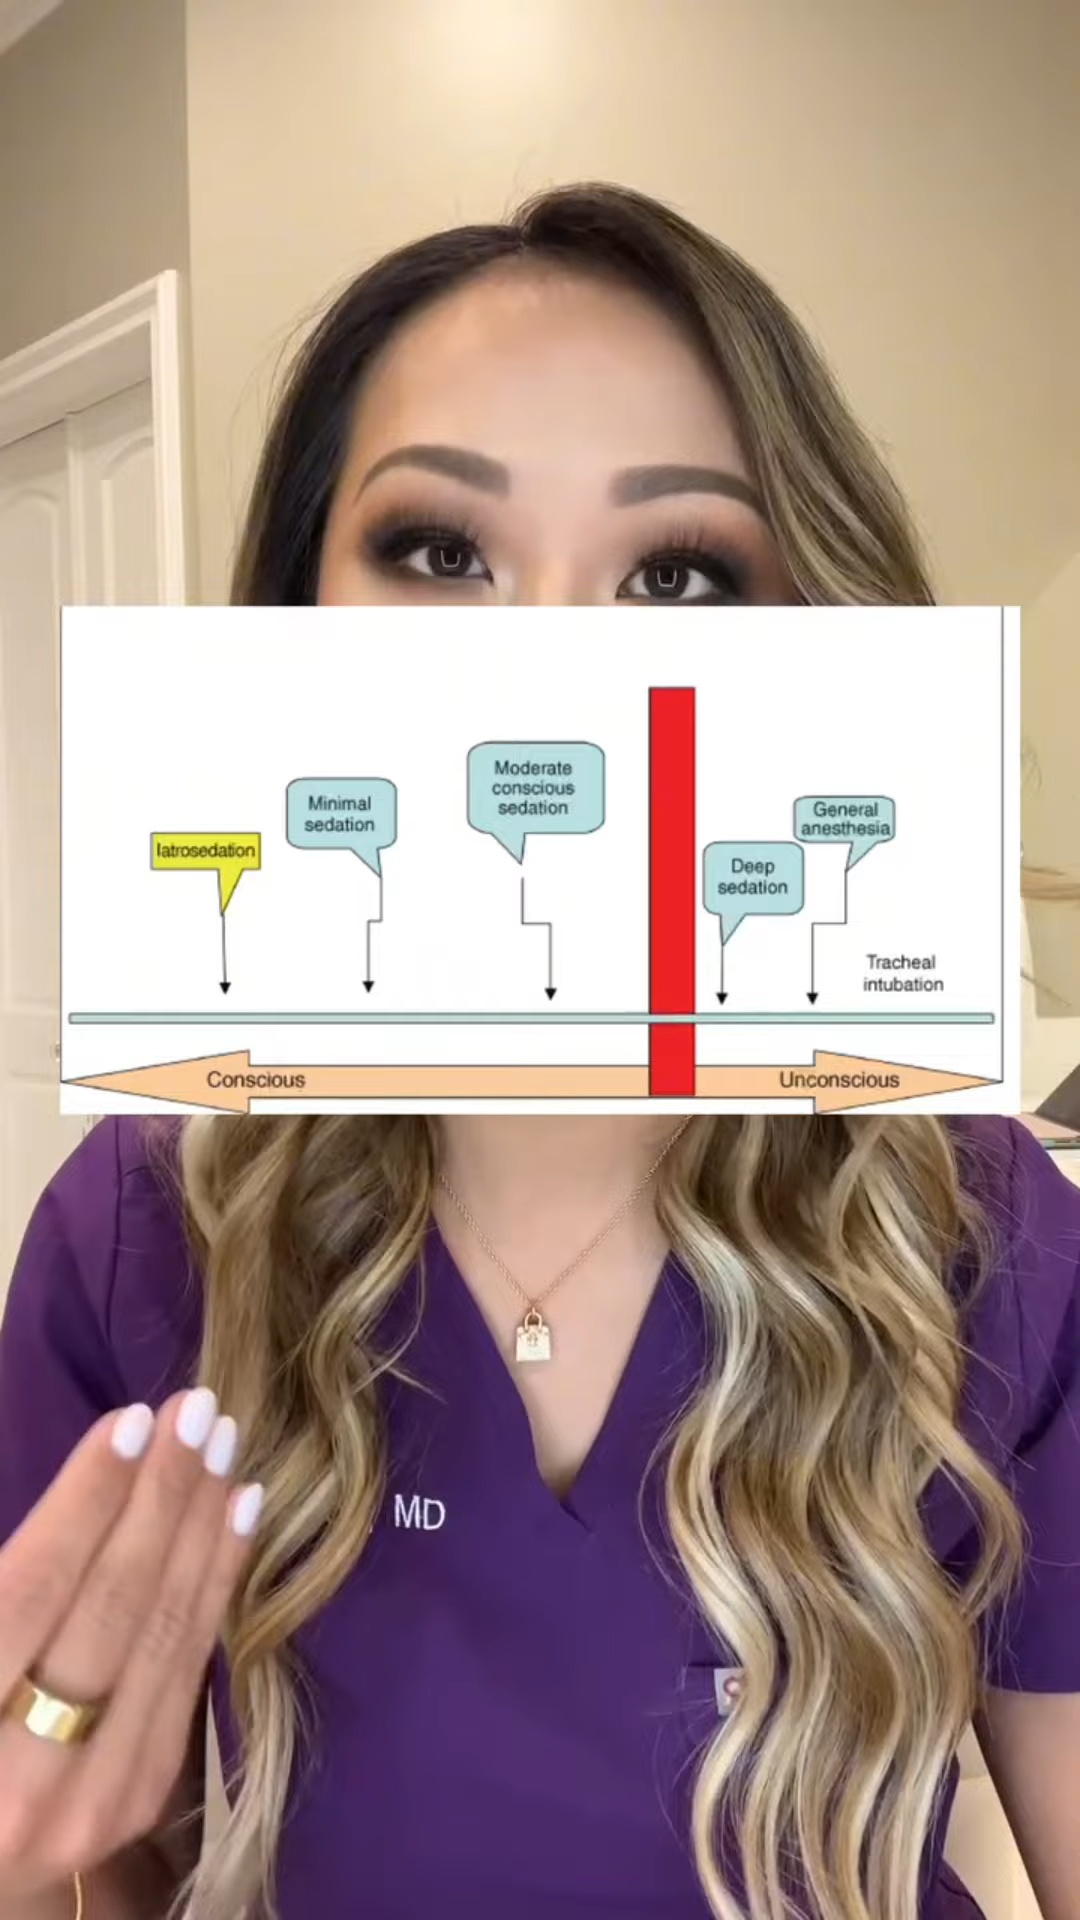 Moderate
conscious
sedation
Minimal
sedation
General
anesthesia
Iatrosedation
Deep
sedation
Tracheal
intubation
Conscious
Unconscious
MD